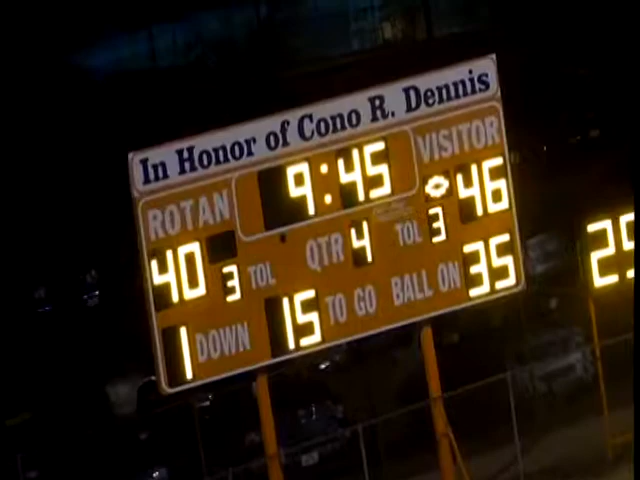 In Honor of Cono R. Dennis
ROTAN 9:45 VISITOR
40 3 TOL QTR 4 TOL 3 46
1 DOWN 15 TO GO BALL ON 35
25